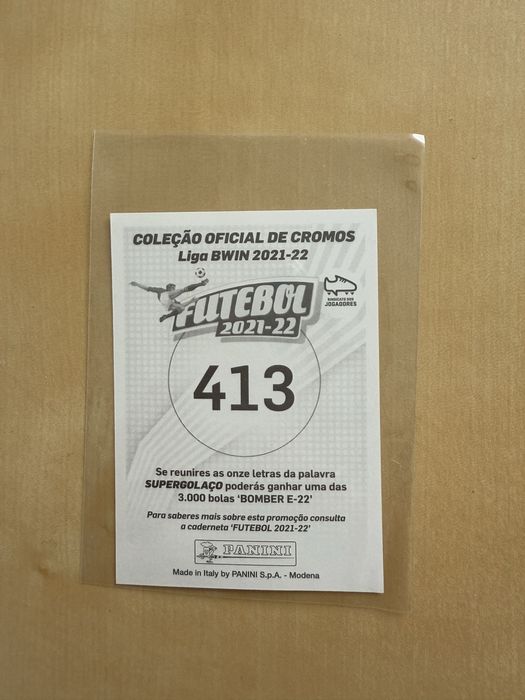 COLEÇÃO OFICIAL DE CROMOS
Liga BWIN 2021-22
FUTEBOL
2021-22
SINDICATO DOS
JOGADORES
413
Se reunires as onze letras da palavra
SUPERGOLAÇO poderás ganhar uma das
3.000 bolas ‘BOMBER E-22’
Para saberes mais sobre esta promoção consulta
a caderneta ‘FUTEBOL 2021-22’
PANINI
Made in Italy by PANINI S.p.A. - Modena